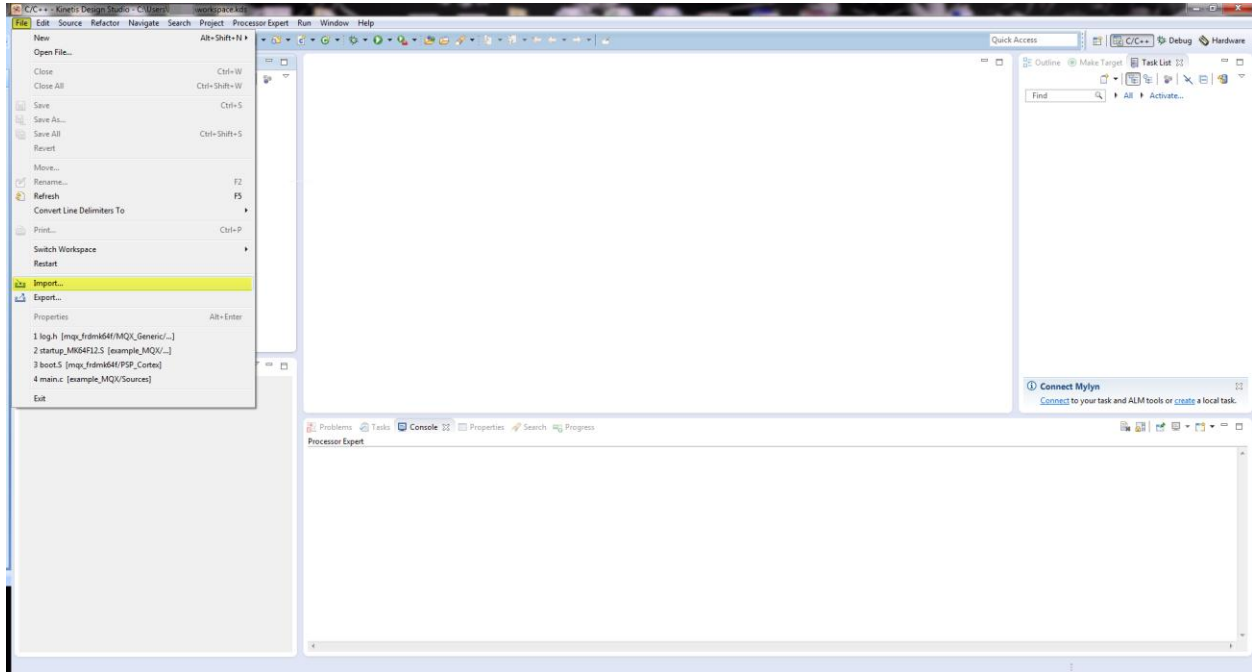 C/C++ - Kinetis Design Studio - C:\Users\ workspace.kds
File Edit Source Refactor Navigate Search Project Processor Expert Run Window Help
New Alt+Shift+N
Open File...
Close Ctrl+W
Close All Ctrl+Shift+W
Save Ctrl+S
Save As...
Save All Ctrl+Shift+S
Revert
Move...
Rename... F2
Refresh F5
Convert Line Delimiters To
Print... Ctrl+P
Switch Workspace
Restart
Import...
Export...
Properties Alt+Enter
1 log.h [mqx_frdmk64f/MQX_Generic/...]
2 startup_MK64F12.S [example_MQX/...]
3 boot.S [mqx_frdmk64f/PSP_Cortex]
4 main.c [example_MQX/Sources]
Exit
Quick Access C/C++ Debug Hardware
Outline Make Target Task List
Find All Activate...
Connect Mylyn
Connect to your task and ALM tools or create a local task.
Problems Tasks Console Properties Search Progress
Processor Expert